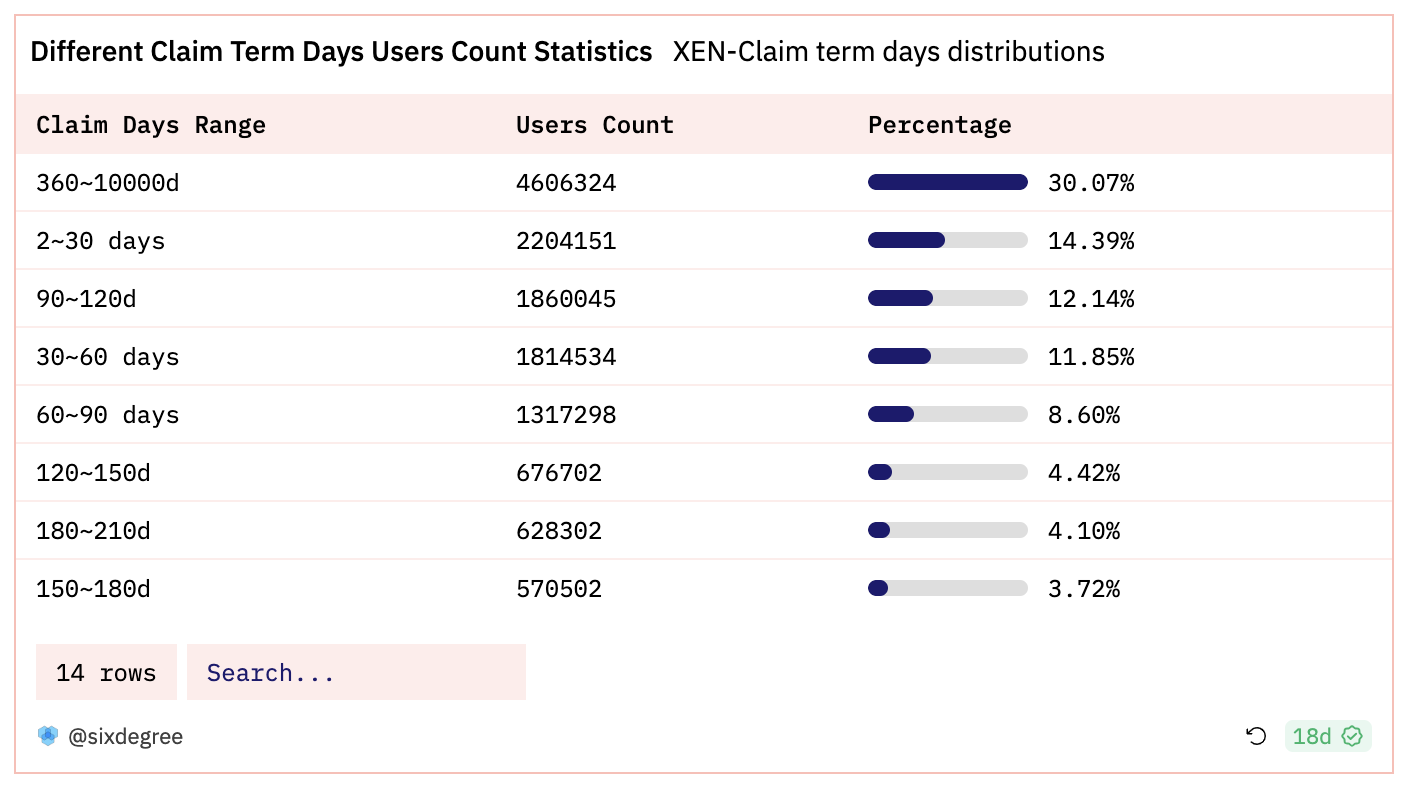 Different Claim Term Days Users Count Statistics XEN-Claim term days distributions
Claim Days Range Users Count Percentage
360~10000d 4606324 30.07%
2~30 days 2204151 14.39%
90~120d 1860045 12.14%
30~60 days 1814534 11.85%
60~90 days 1317298 8.60%
120~150d 676702 4.42%
180~210d 628302 4.10%
150~180d 570502 3.72%
14 rows Search...
@sixdegree 18d